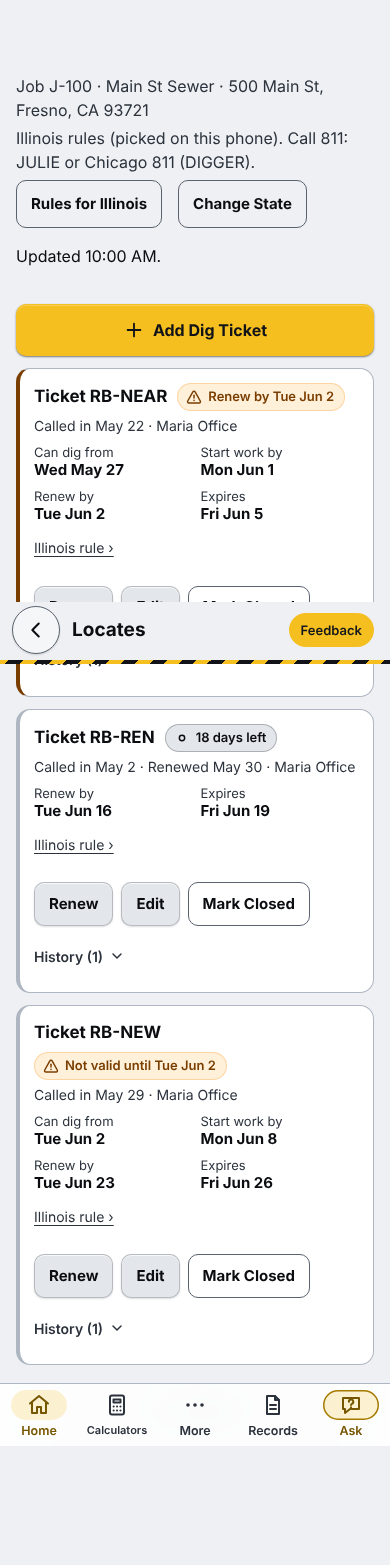 Job J-100 · Main St Sewer · 500 Main St,
Fresno, CA 93721
Illinois rules (picked on this phone). Call 811:
JULIE or Chicago 811 (DIGGER).
Rules for Illinois
Change State
Updated 10:00 AM.
+ Add Dig Ticket
Ticket RB-NEAR
Renew by Tue Jun 2
Called in May 22 · Maria Office
Can dig from
Start work by
Wed May 27
Mon Jun 1
Renew by
Expires
Tue Jun 2
Fri Jun 5
Illinois rule ›
Locates
Feedback
Ticket RB-REN
18 days left
Called in May 2 · Renewed May 30 · Maria Office
Renew by
Expires
Tue Jun 16
Fri Jun 19
Illinois rule ›
Renew
Edit
Mark Closed
History (1)
Ticket RB-NEW
Not valid until Tue Jun 2
Called in May 29 · Maria Office
Can dig from
Start work by
Tue Jun 2
Mon Jun 8
Renew by
Expires
Tue Jun 23
Fri Jun 26
Illinois rule ›
Renew
Edit
Mark Closed
History (1)
Home
Calculators
More
Records
Ask